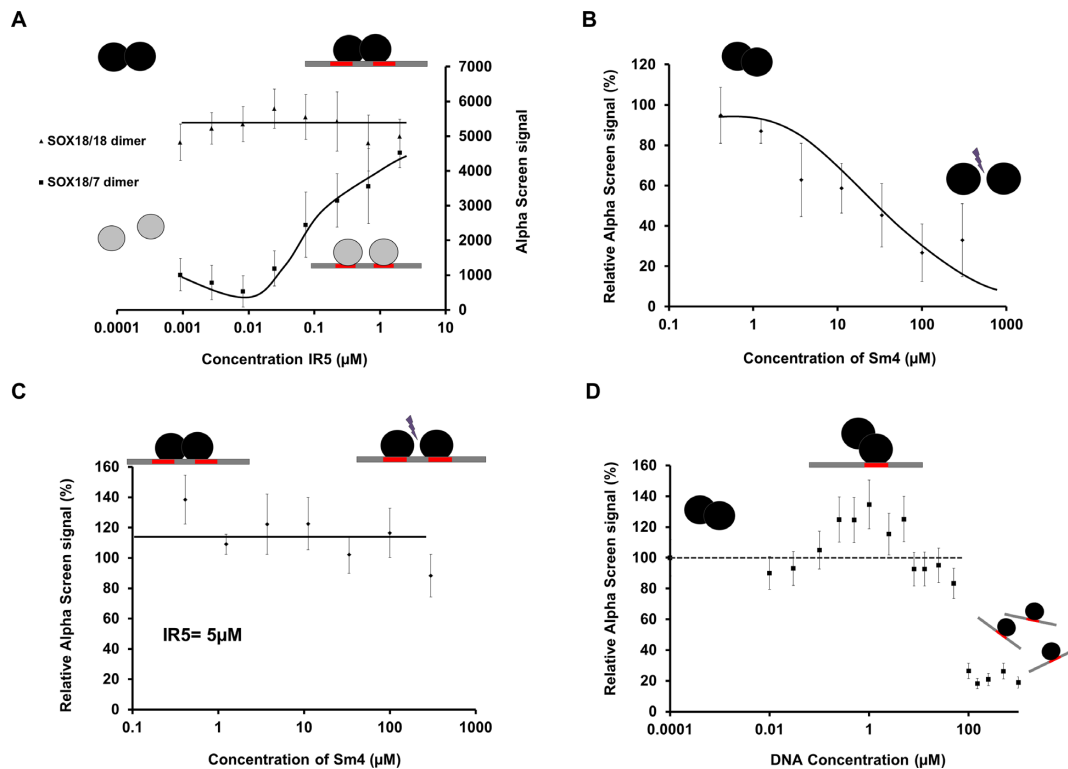 A
7000
6000
5000
4000
3000
2000
1000
0
Alpha Screen signal
SOX18/18 dimer
SOX18/7 dimer
0.0001 0.001 0.01 0.1 1 10
Concentration IR5 (µM)
B
120
100
80
60
40
20
0
Relative Alpha Screen signal (%)
0.1 1 10 100 1000
Concentration of Sm4 (µM)
C
160
140
120
100
80
60
40
20
0
Relative Alpha Screen signal (%)
IR5= 5µM
0.1 1 10 100 1000
Concentration of Sm4 (µM)
D
160
140
120
100
80
60
40
20
0
Relative Alpha Screen signal (%)
0.0001 0.01 1 100
DNA Concentration (µM)